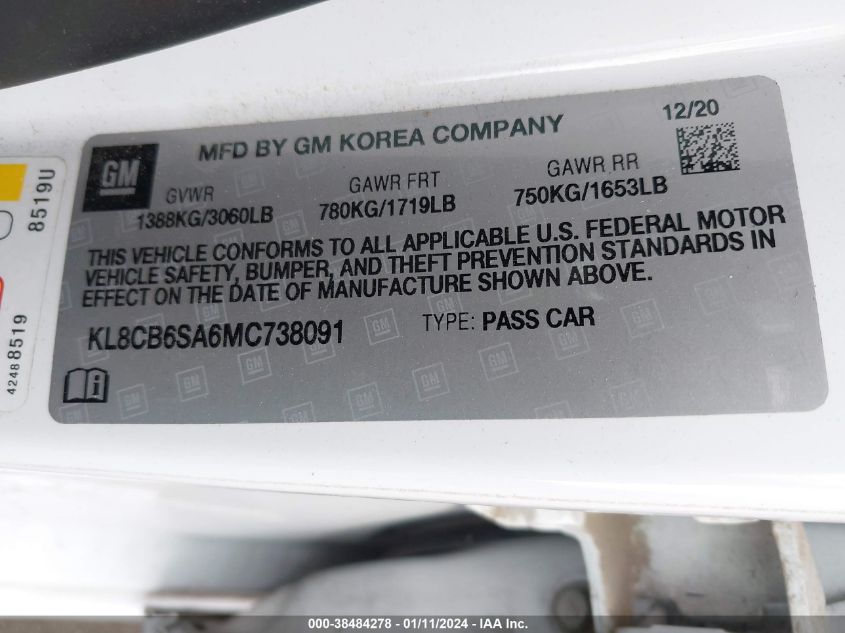 12/20
GM MFD BY GM KOREA COMPANY
GVWR GAWR FRT GAWR RR
1388KG/3060LB 780KG/1719LB 750KG/1653LB
THIS VEHICLE CONFORMS TO ALL APPLICABLE U.S. FEDERAL MOTOR
VEHICLE SAFETY, BUMPER, AND THEFT PREVENTION STANDARDS IN
EFFECT ON THE DATE OF MANUFACTURE SHOWN ABOVE.
KL8CB6SA6MC738091 TYPE: PASS CAR
8519U
42488519
000-38484278 - 01/11/2024 - IAA Inc.